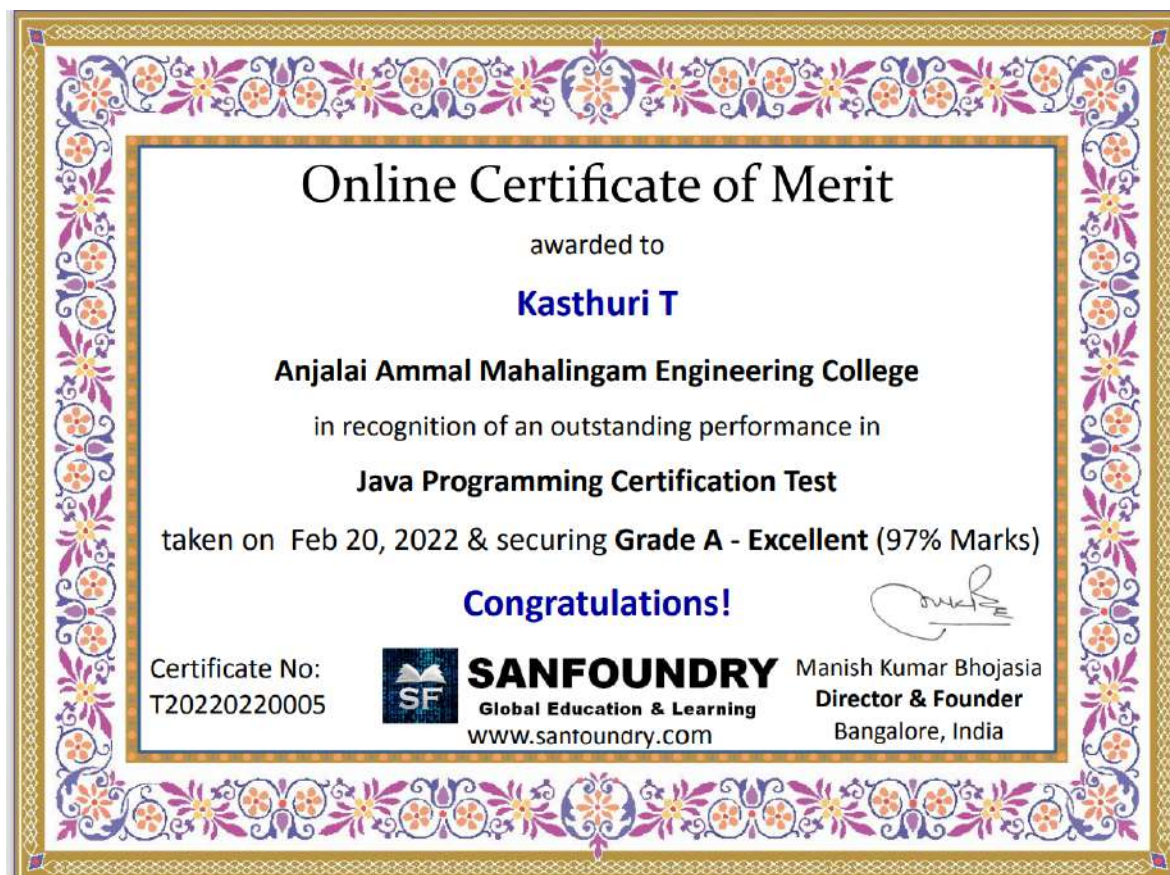 Online Certificate of Merit
awarded to
Kasthuri T
Anjalai Ammal Mahalingam Engineering College
in recognition of an outstanding performance in
Java Programming Certification Test
taken on Feb 20, 2022 & securing Grade A - Excellent (97% Marks)
Congratulations!
Certificate No:
T20220220005
SF
SANFOUNDRY
Global Education & Learning
www.sanfoundry.com
Manish Kumar Bhojasia
Director & Founder
Bangalore, India